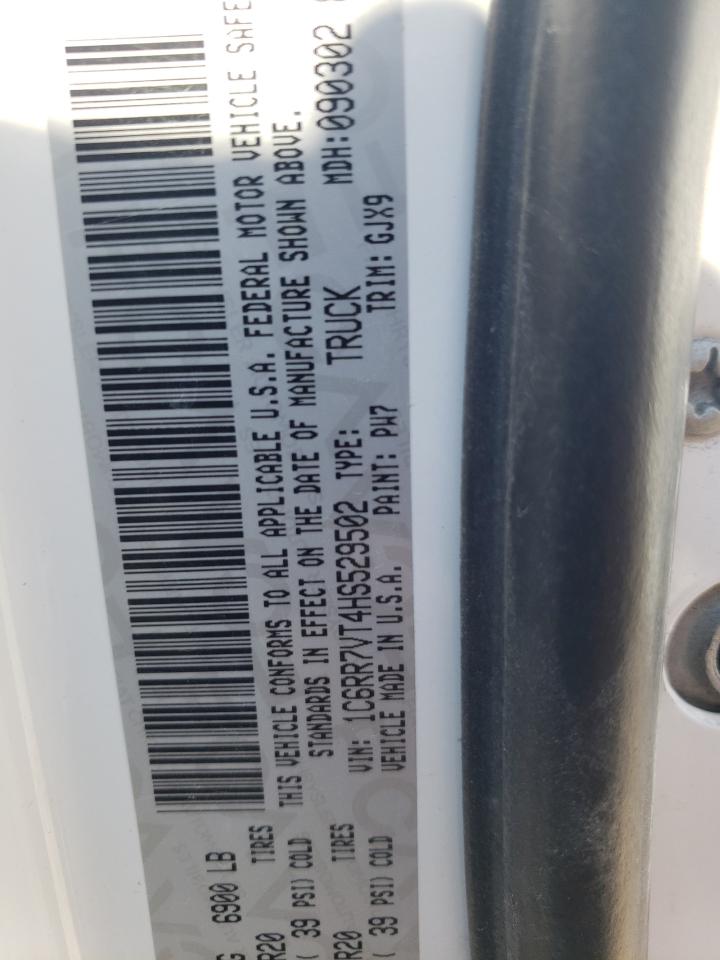 G 6900 LB
R20 TIRES
( 39 PSI) COLD
R20 TIRES
( 39 PSI) COLD
THIS VEHICLE CONFORMS TO ALL APPLICABLE U.S.A. FEDERAL MOTOR VEHICLE SAFE
STANDARDS IN EFFECT ON THE DATE OF MANUFACTURE SHOWN ABOVE.
VIN: 1C6RR7VT4HS529502 TYPE: TRUCK MDH:090302
VEHICLE MADE IN U.S.A. PAINT: PW7 TRIM: GJX9